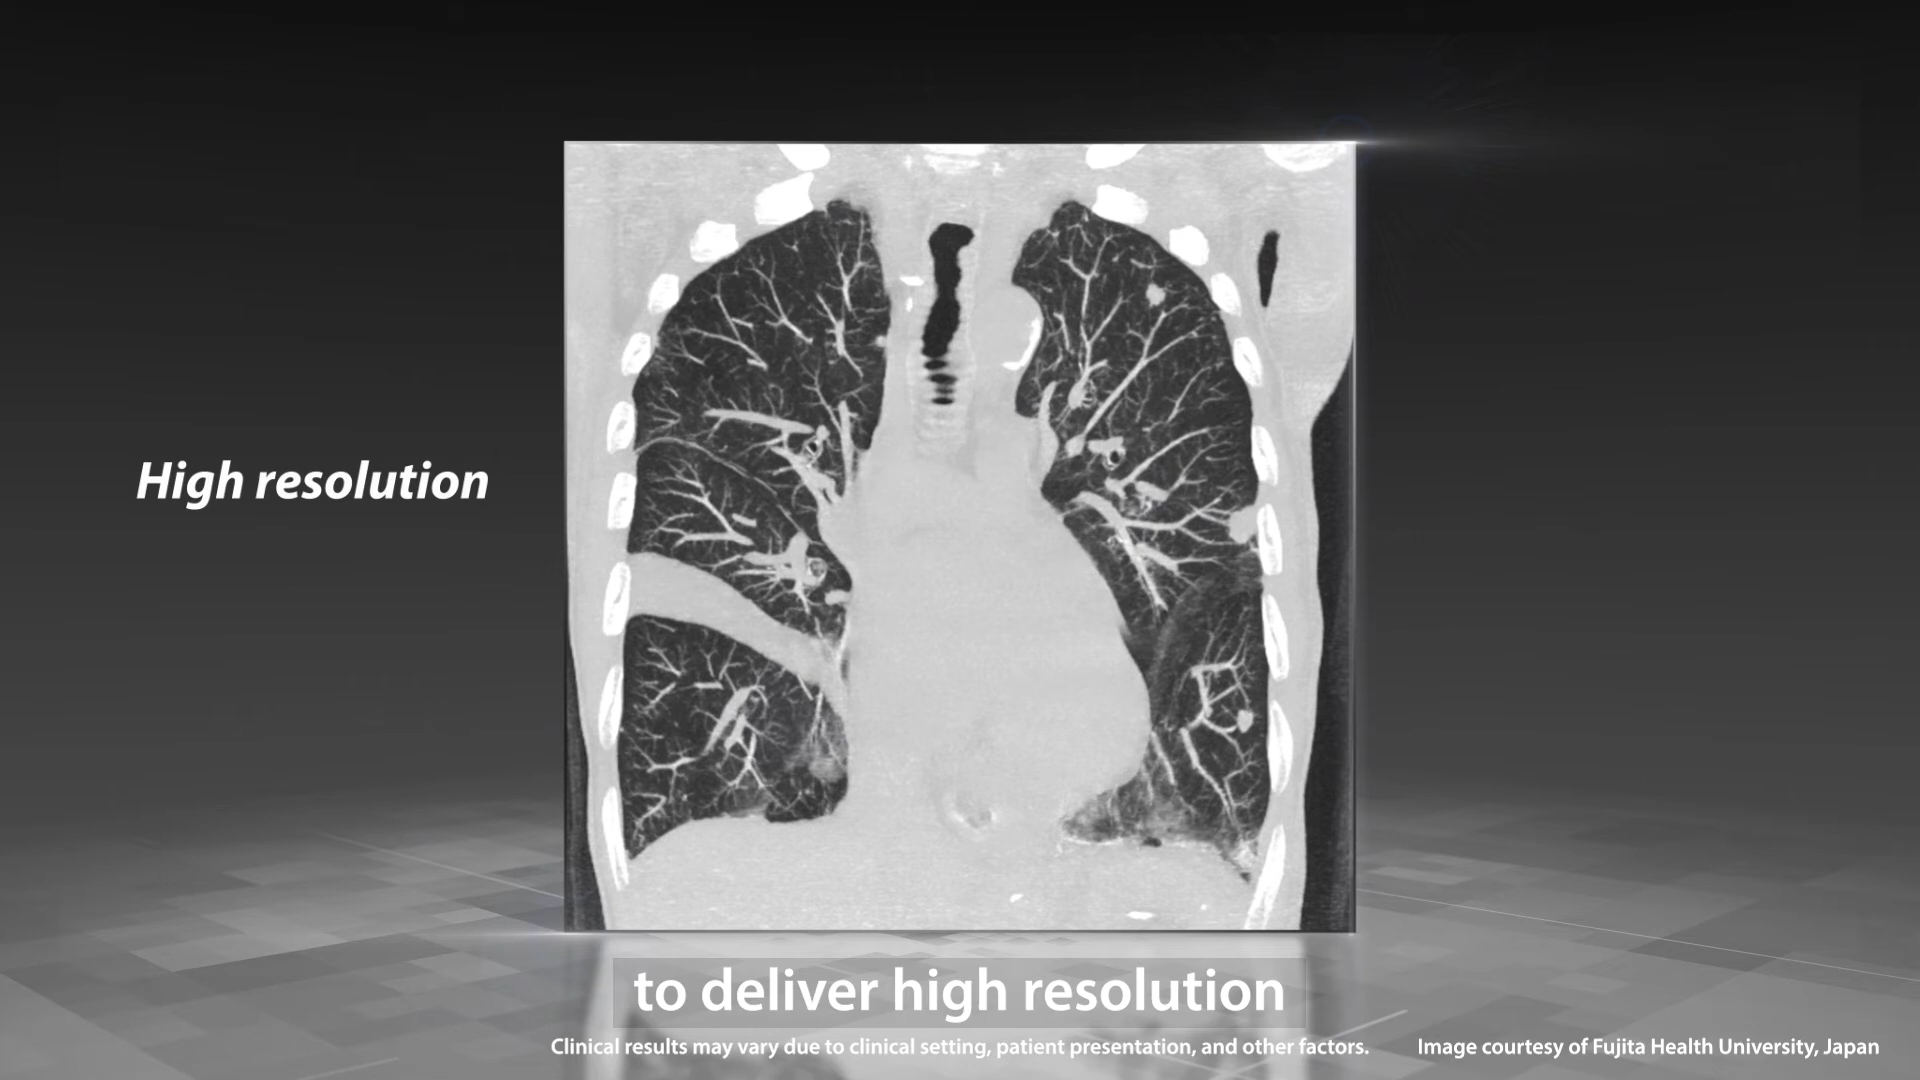 High resolution
to deliver high resolution
Clinical results may vary due to clinical setting, patient presentation, and other factors.
Image courtesy of Fujita Health University, Japan